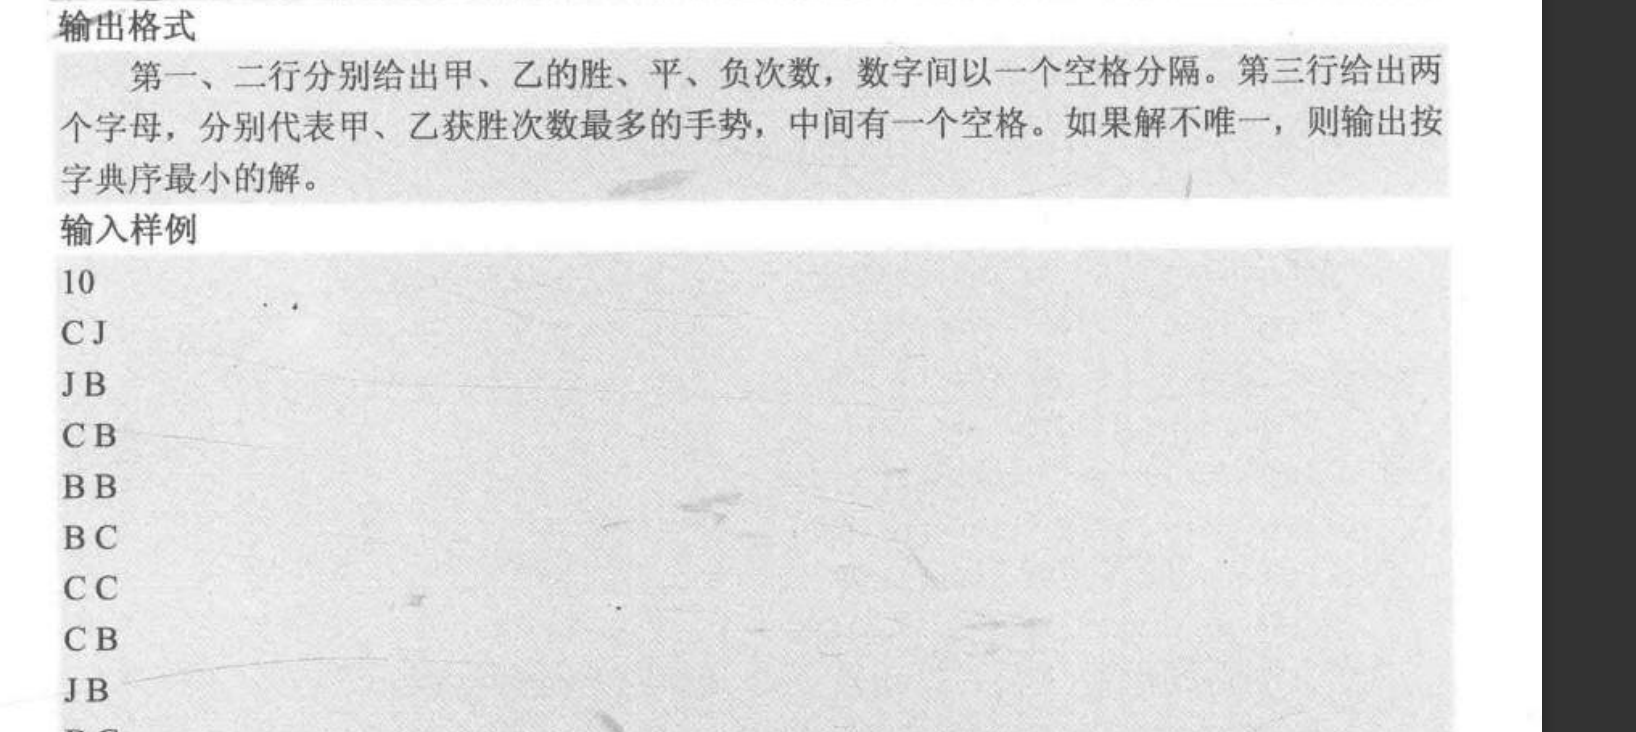 输出格式
第一、二行分别给出甲、乙的胜、平、负次数，数字间以一个空格分隔。第三行给出两
个字母，分别代表甲、乙获胜次数最多的手势，中间有一个空格。如果解不唯一，则输出按
字典序最小的解。
输入样例
10
C J
J B
C B
B B
B C
C C
C B
J B